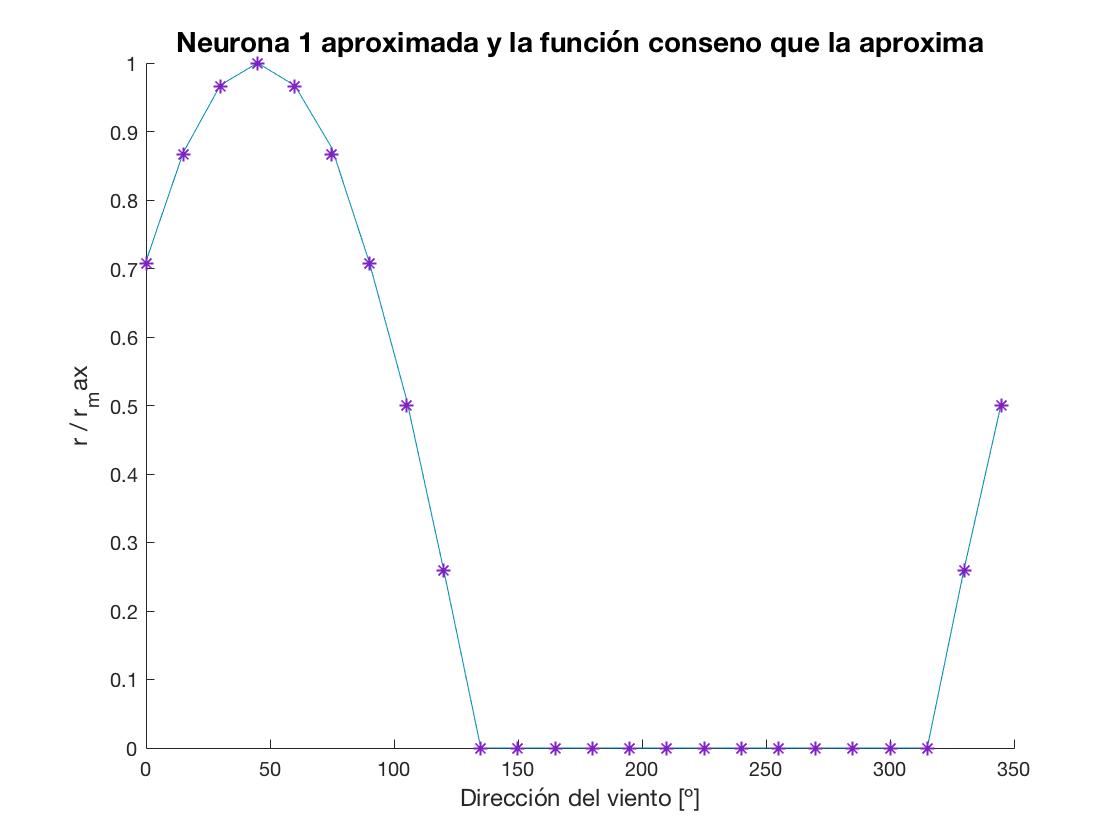 Neurona 1 aproximada y la función conseno que la aproxima
1
0.9
0.8
0.7
0.6
0.5
0.4
0.3
0.2
0.1
0
r / r_max
0 50 100 150 200 250 300 350
Dirección del viento [º]